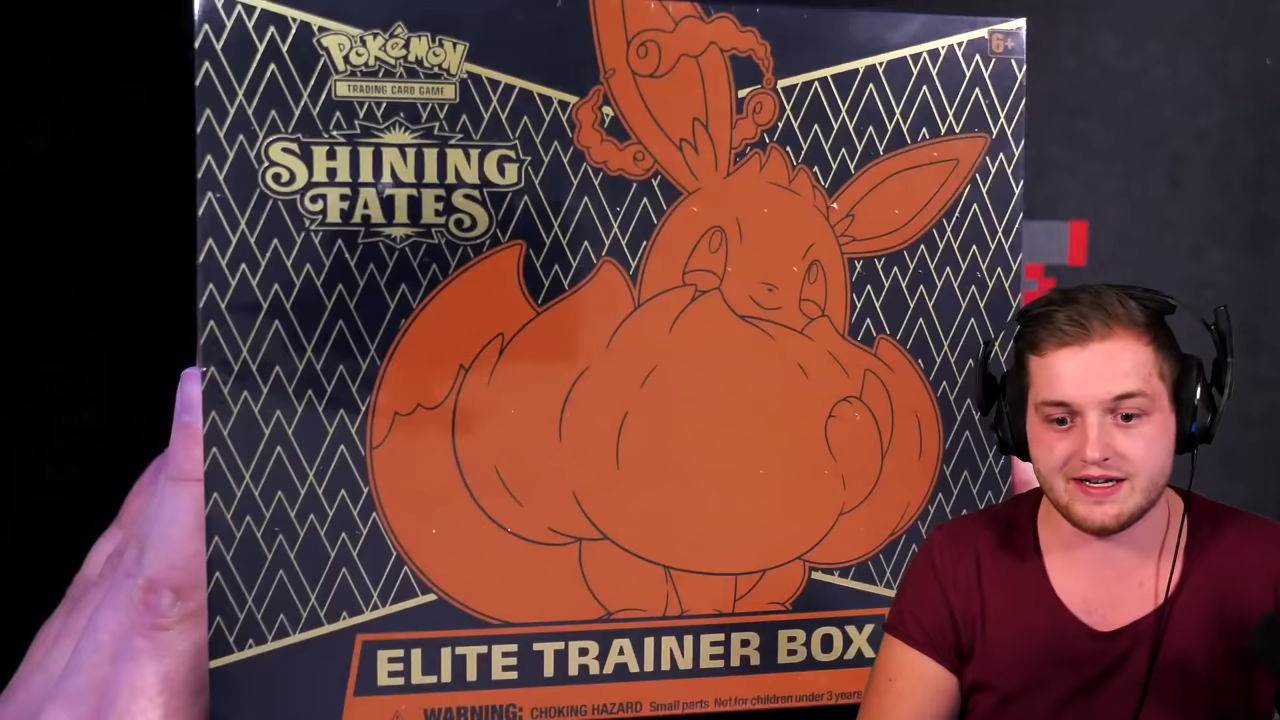 POKéMON
TRADING CARD GAME
SHINING
FATES
6+
ELITE TRAINER BOX
WARNING: CHOKING HAZARD Small parts Not for children under 3 years